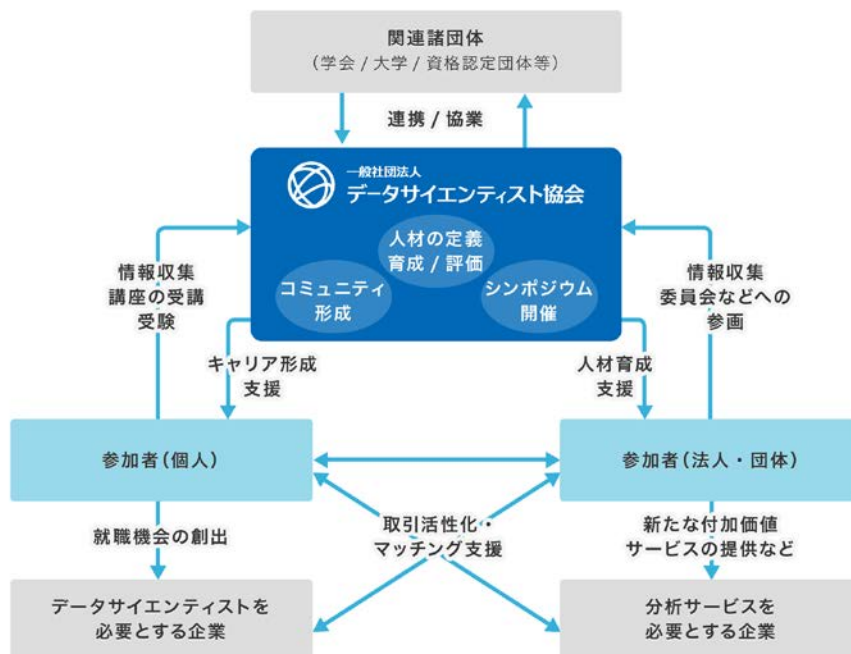 関連諸団体
(学会 / 大学 / 資格認定団体等)
連携 / 協業
一般社団法人
データサイエンティスト協会
人材の定義
育成 / 評価
コミュニティ
形成
シンポジウム
開催
情報収集
講座の受講
受験
情報収集
委員会などへの
参画
キャリア形成
支援
人材育成
支援
参加者(個人)
参加者(法人・団体)
就職機会の創出
取引活性化・
マッチング支援
新たな付加価値
サービスの提供など
データサイエンティストを
必要とする企業
分析サービスを
必要とする企業